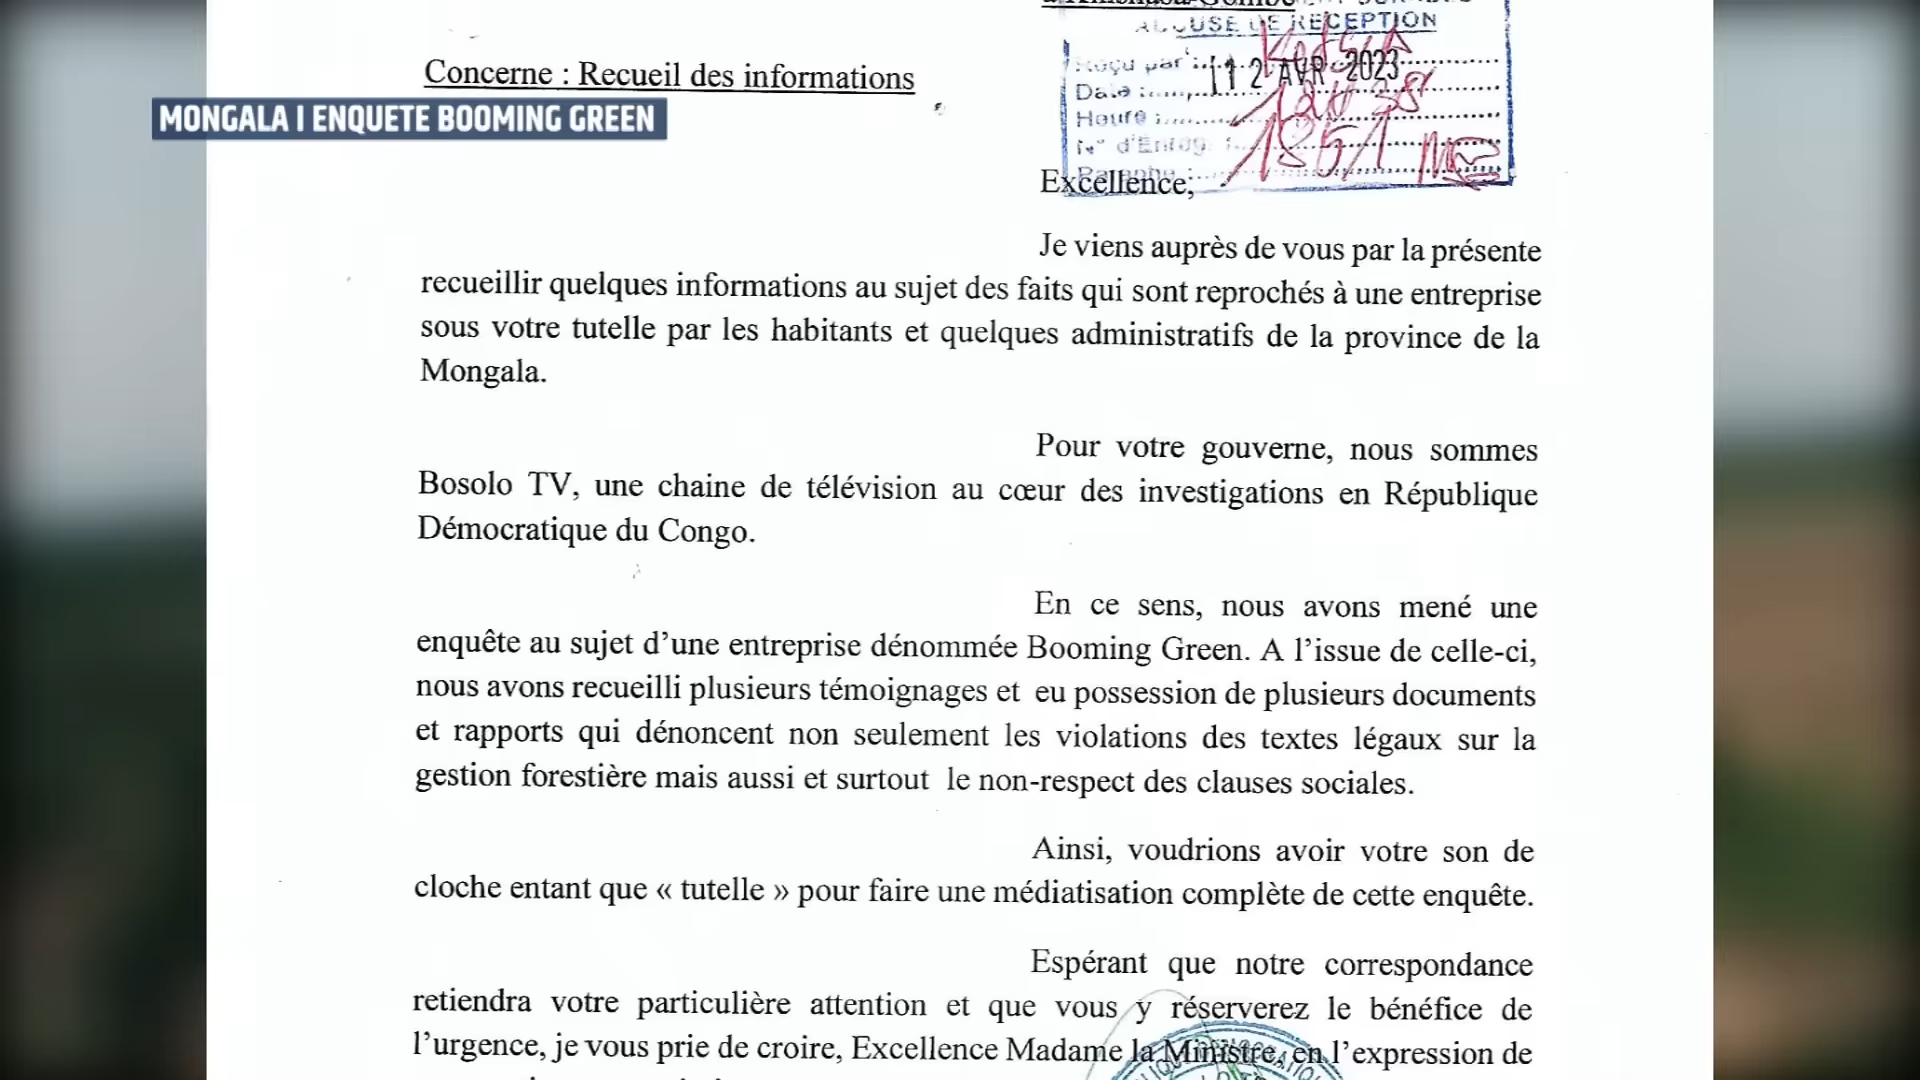 ACCUSE DE RECEPTION
Concerne : Recueil des informations
Reçu par :
12 AVR 2023
Date :
MONGALA I ENQUETE BOOMING GREEN
Heure :
N° d'Enreg. :
1851
Paraphe :
Excellence,
Je viens auprès de vous par la présente
recueillir quelques informations au sujet des faits qui sont reprochés à une entreprise
sous votre tutelle par les habitants et quelques administratifs de la province de la
Mongala.
Pour votre gouverne, nous sommes
Bosolo TV, une chaine de télévision au cœur des investigations en République
Démocratique du Congo.
En ce sens, nous avons mené une
enquête au sujet d’une entreprise dénommée Booming Green. A l’issue de celle-ci,
nous avons recueilli plusieurs témoignages et eu possession de plusieurs documents
et rapports qui dénoncent non seulement les violations des textes légaux sur la
gestion forestière mais aussi et surtout le non-respect des clauses sociales.
Ainsi, voudrions avoir votre son de
cloche entant que « tutelle » pour faire une médiatisation complète de cette enquête.
Espérant que notre correspondance
retiendra votre particulière attention et que vous y réserverez le bénéfice de
l’urgence, je vous prie de croire, Excellence Madame la Ministre, en l’expression de